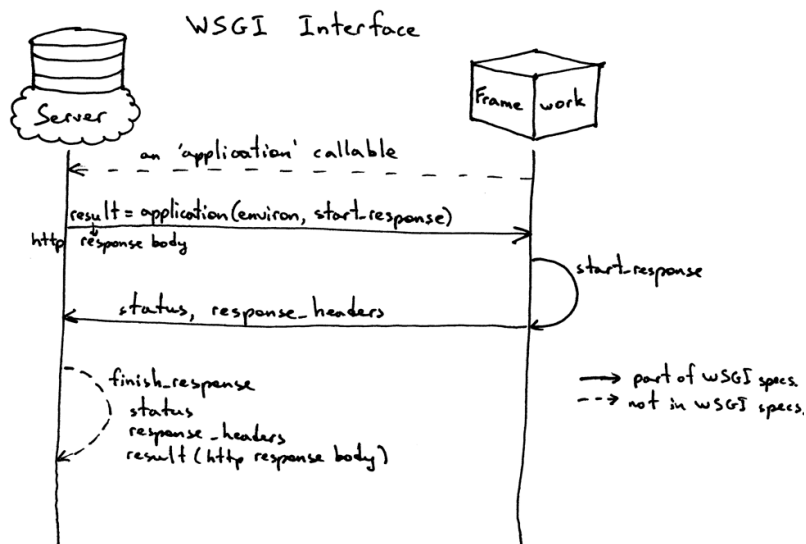 WSGI Interface
Server
Frame work
an 'application' callable
result = application(environ, start_response)
http response body
start_response
status, response_headers
finish_response
status
response_headers
result (http response body)
part of WSGI specs.
not in WSGI specs.